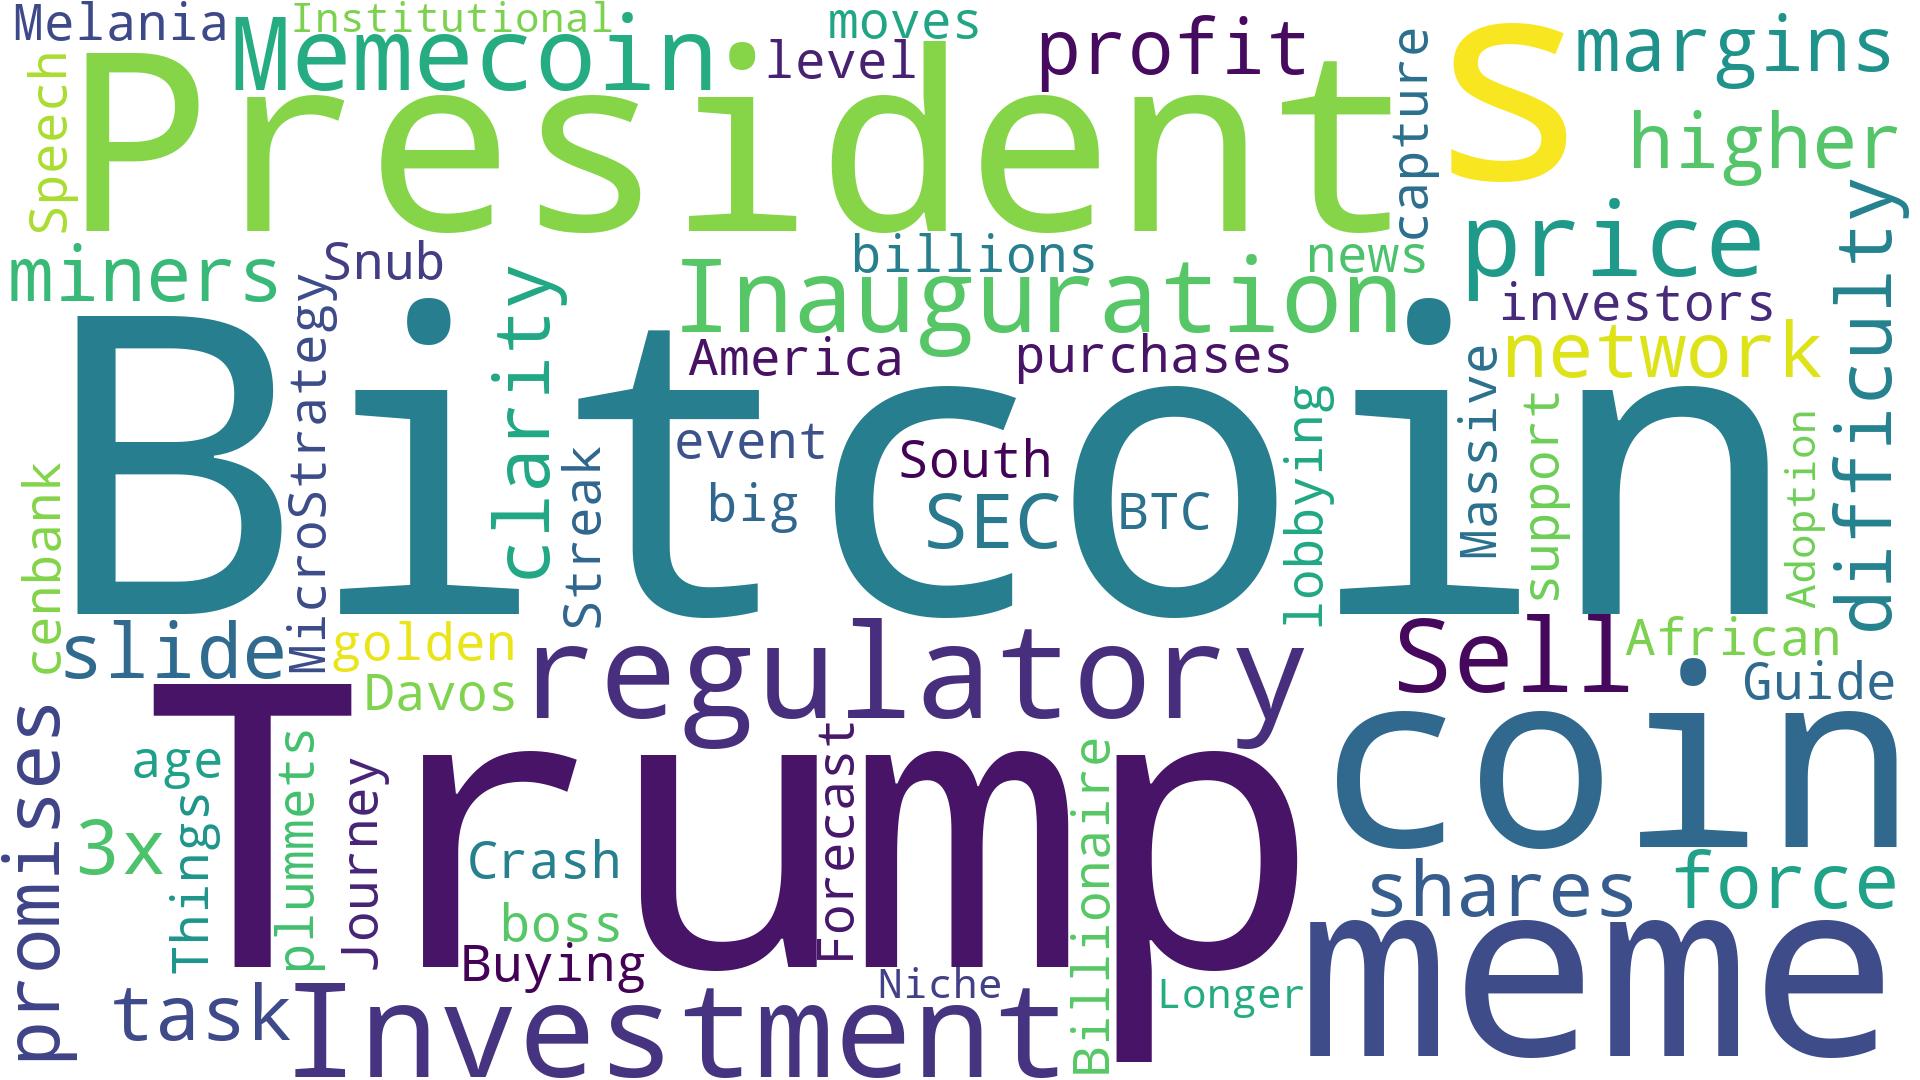 Melania
Institutional
Memecoin
moves
level
profit
capture
s
margins
Speech
President
higher
miners
Snub
billions
news
price
difficulty
Inauguration
investors
MicroStrategy
clarity
America
purchases
network
Bitcoin
Streak
event
South
big
SEC
BTC
lobbying
Massive
support
Adoption
cenbank
slide
golden
Davos
regulatory
Sell
African
Guide
promises
Trump
coin
age
3x
Things
plummets
Journey
Crash
boss
Buying
Forecast
Billionaire
shares
force
meme
task
Investment
Niche
Longer